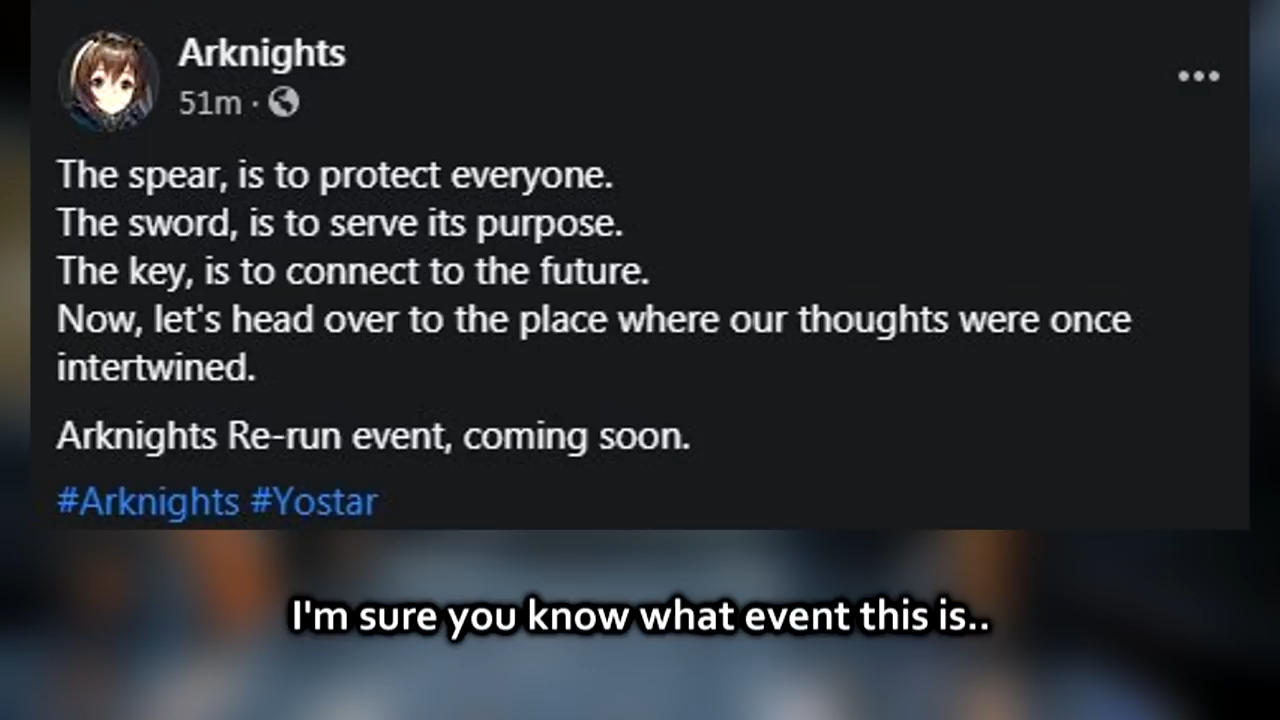 Arknights
51m ·
The spear, is to protect everyone.
The sword, is to serve its purpose.
The key, is to connect to the future.
Now, let's head over to the place where our thoughts were once
intertwined.
Arknights Re-run event, coming soon.
#Arknights #Yostar
I'm sure you know what event this is..